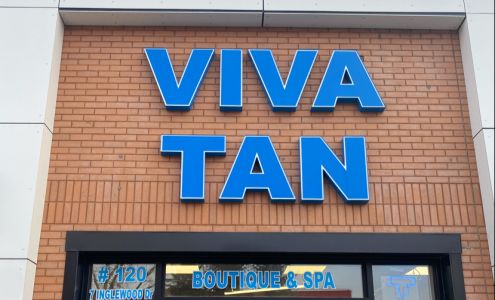 VIVA
TAN
# 120
BOUTIQUE & SPA
7 INGLEWOOD DR